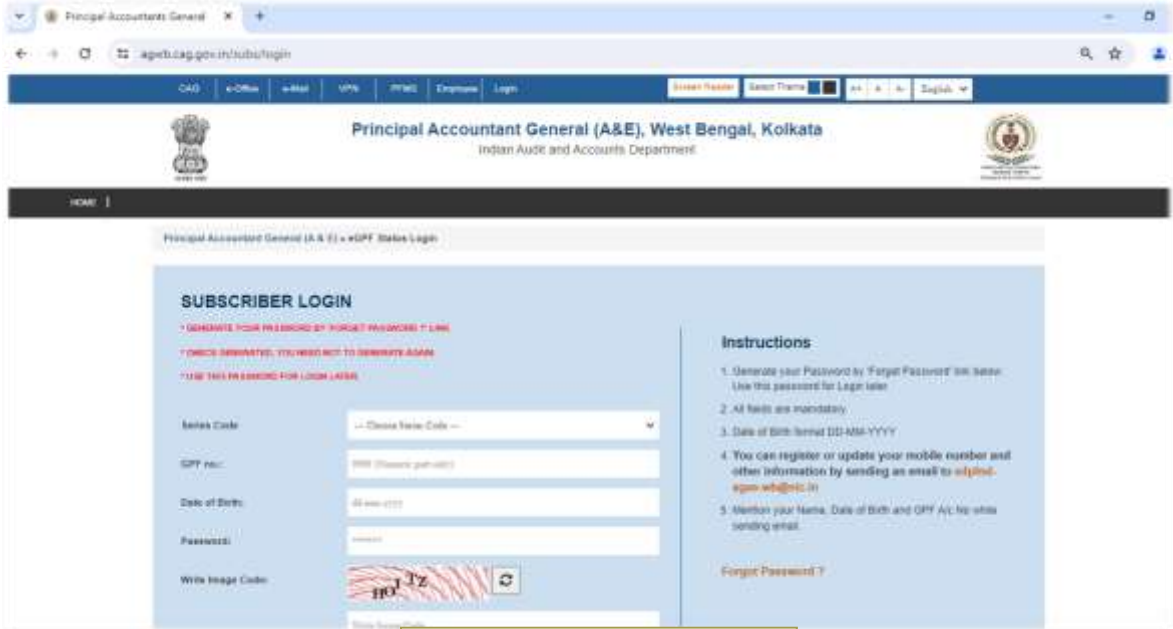 Principal Accountants General
agwb.cag.gov.in/subs/login
CAG e-Office e-Mail VPN PFMS Employee Login Screen Reader Select Theme A+ A A- English
Principal Accountant General (A&E), West Bengal, Kolkata
Indian Audit and Accounts Department
HOME
Principal Accountant General (A & E) » eGPF Status Login
SUBSCRIBER LOGIN
* GENERATE YOUR PASSWORD BY 'FORGET PASSWORD ?' LINK
* ONCE GENERATED, YOU NEED NOT TO GENERATE AGAIN
* USE THIS PASSWORD FOR LOGIN LATER
Series Code
--- Choose Series Code ---
GPF no.:
Date of Birth:
dd-mm-yyyy
Password:
Write Image Code:
Instructions
1. Generate your Password by 'Forget Password' link below.
Use this password for Login later
2. All fields are mandatory
3. Date of Birth format DD-MM-YYYY
4. You can register or update your mobile number and
other information by sending an email to
5. Mention your Name, Date of Birth and GPF A/c No while
sending email.
Forgot Password ?